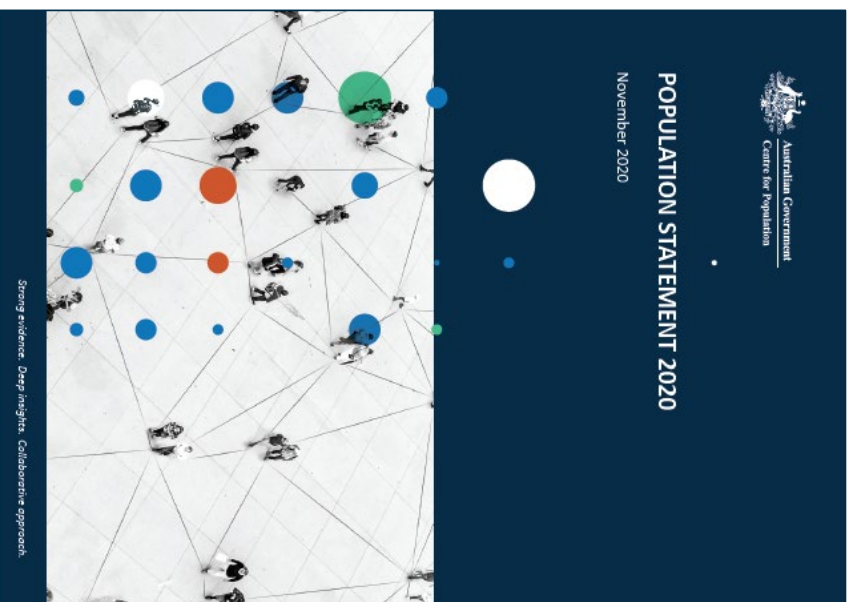 Australian Government
Centre for Population
POPULATION STATEMENT 2020
November 2020
Strong evidence. Deep insights. Collaborative approach.